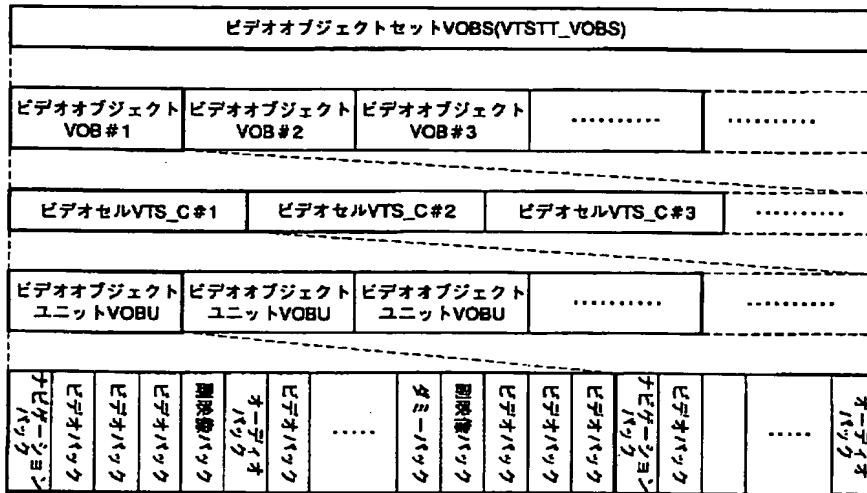 ビデオオブジェクトセットVOBS(VTSTT_VOBS)
ビデオオブジェクト
VOB#1
ビデオオブジェクト
VOB#2
ビデオオブジェクト
VOB#3
..........
..........
ビデオセルVTS_C#1
ビデオセルVTS_C#2
ビデオセルVTS_C#3
..........
ビデオオブジェクト
ユニットVOBU
ビデオオブジェクト
ユニットVOBU
ビデオオブジェクト
ユニットVOBU
..........
..........
ナビゲーション
パック
ビデオパック
ビデオパック
ビデオパック
副映像パック
オーディオ
パック
ビデオパック
.....
ダミーパック
副映像パック
ビデオパック
ビデオパック
ナビゲーション
パック
ビデオパック
.....
オーディオ
パック